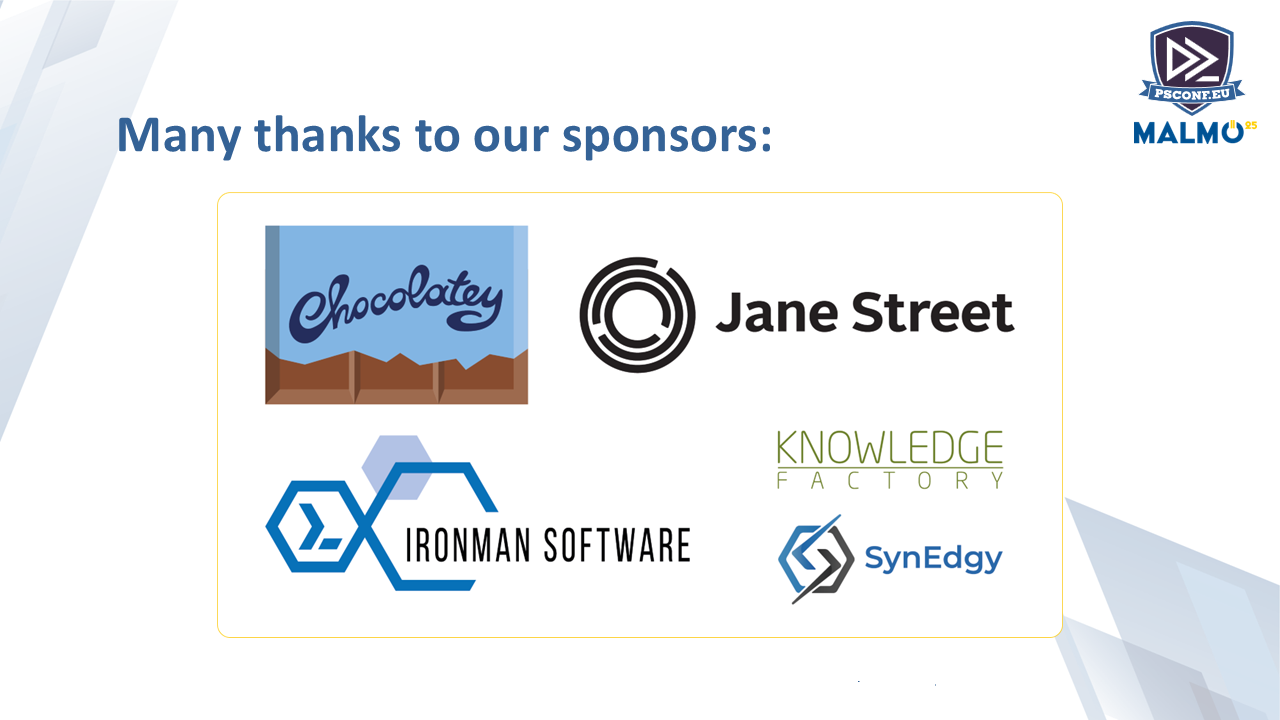 PSCONF.EU
MALMÖ 25
Many thanks to our sponsors:
Chocolatey
Jane Street
KNOWLEDGE
FACTORY
IRONMAN SOFTWARE
SynEdgy